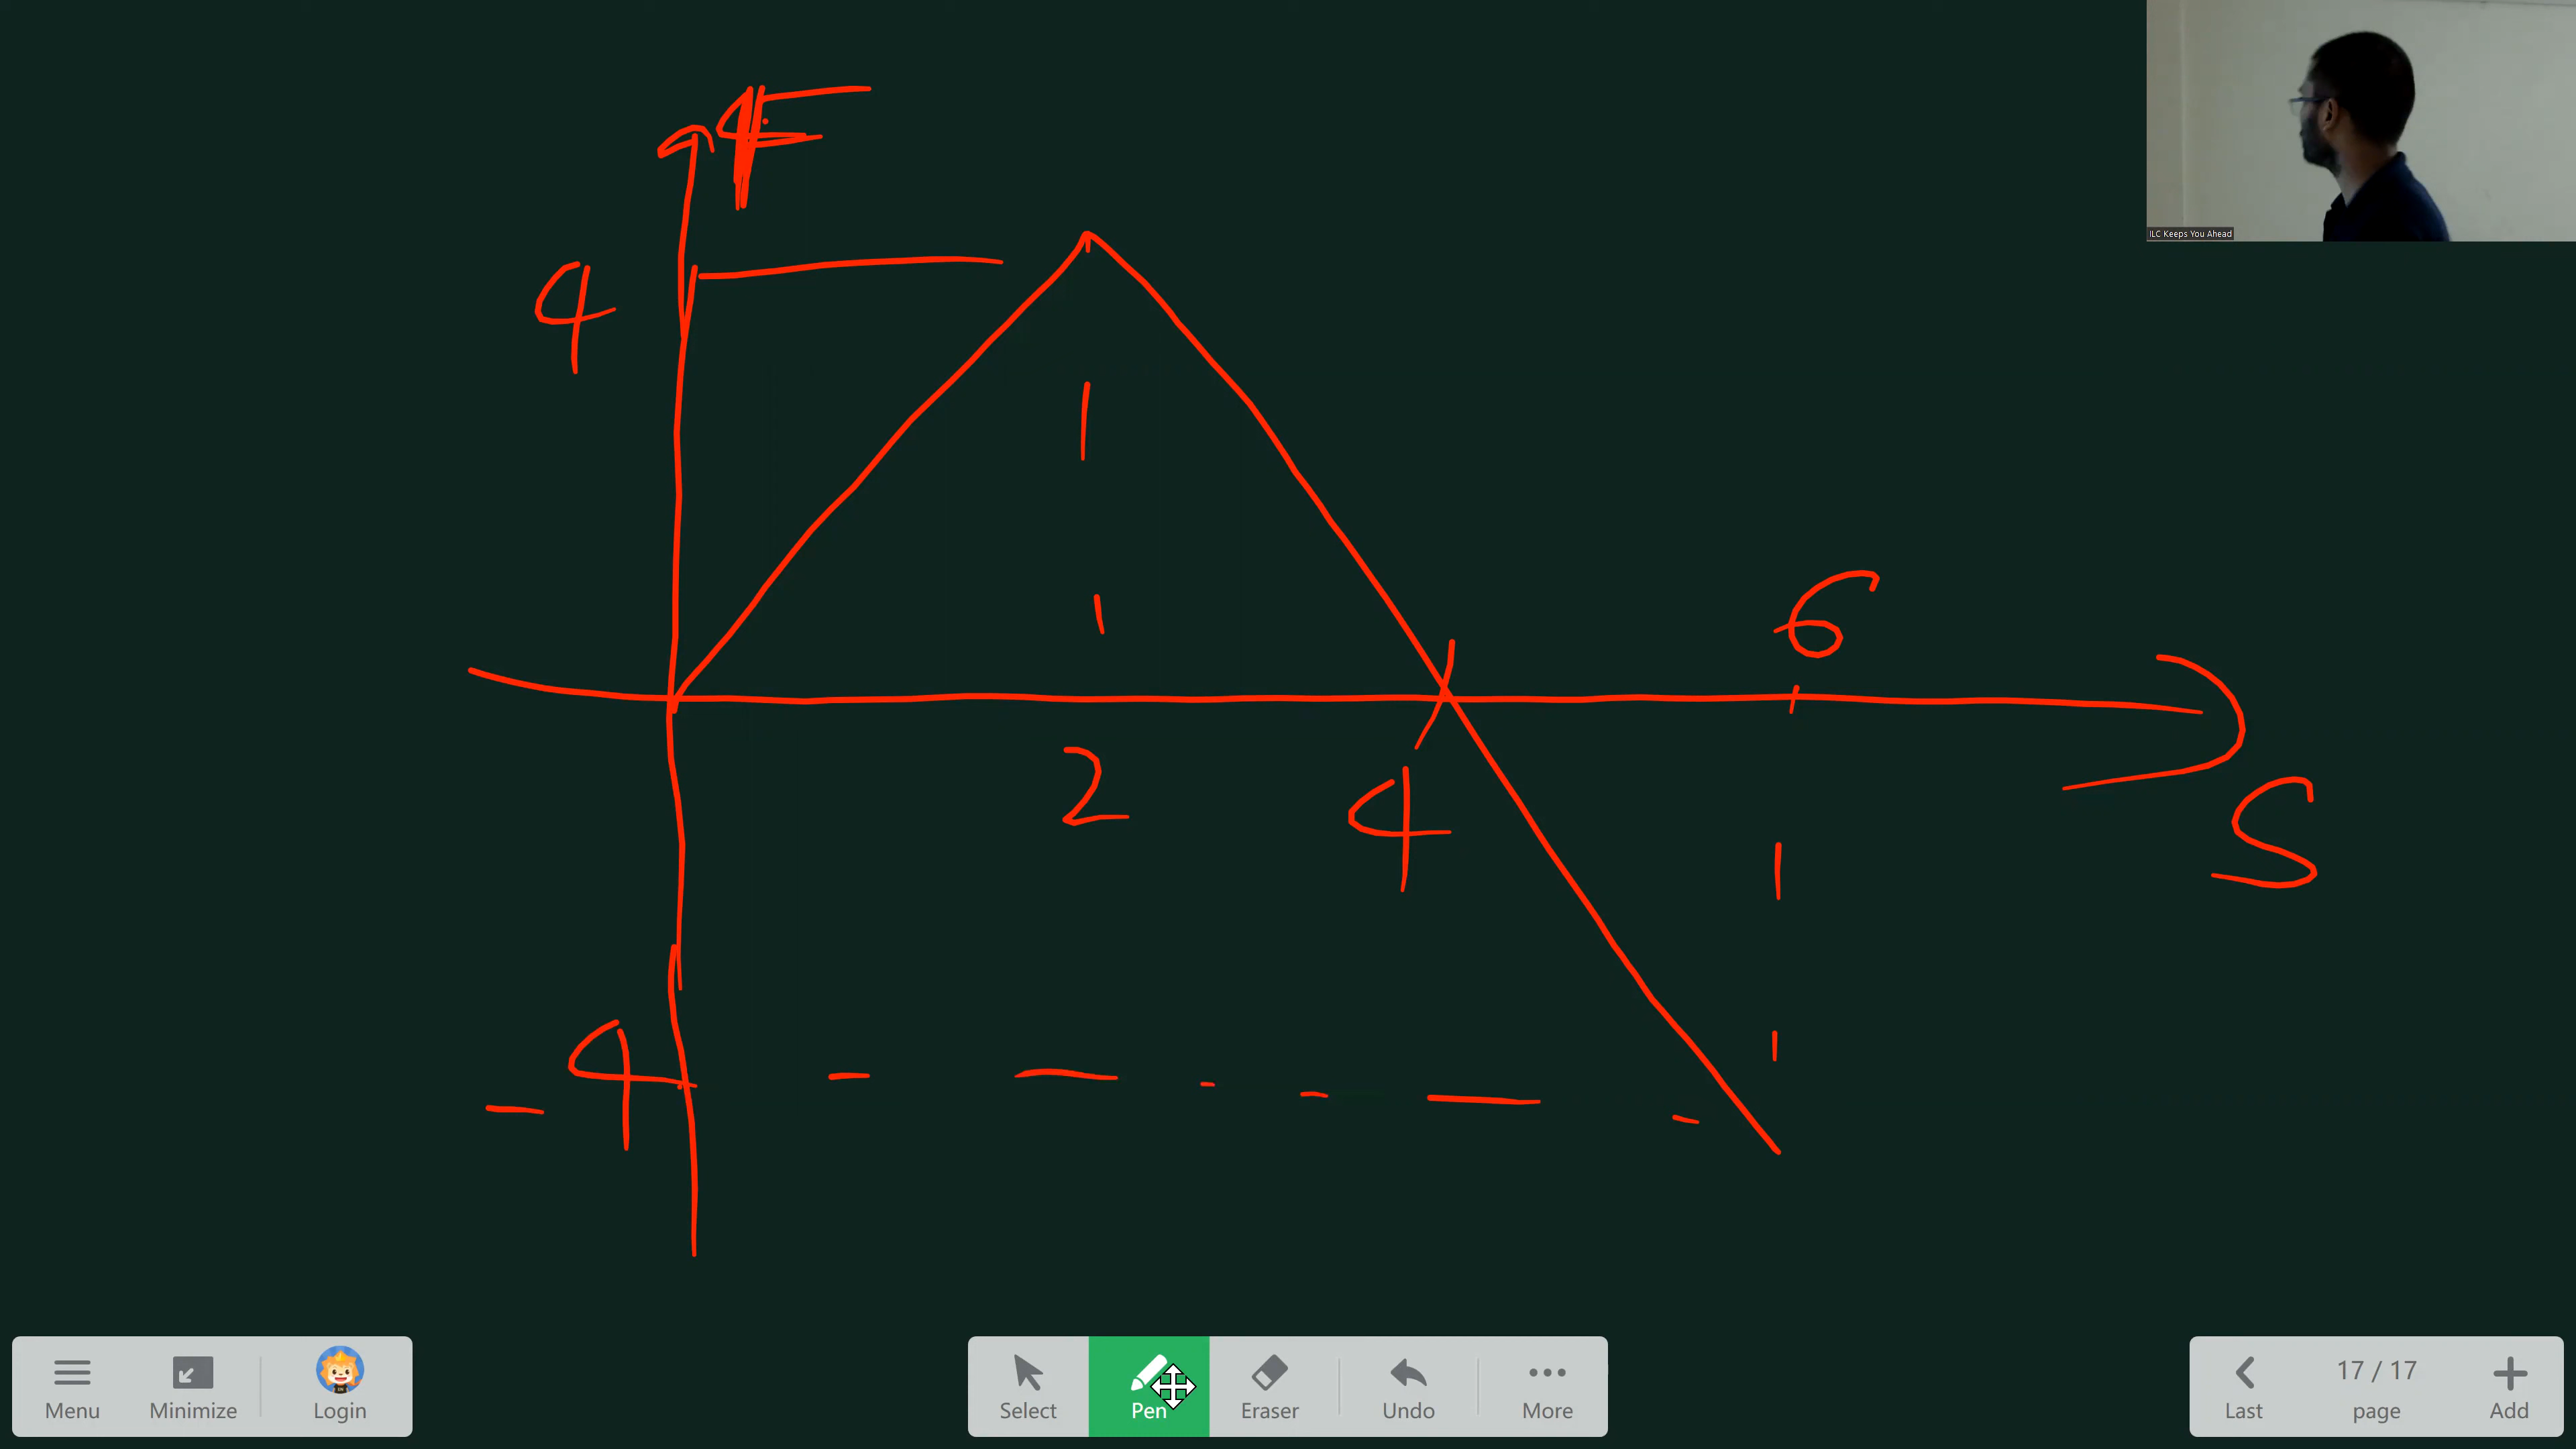 F
ILC Keeps You Ahead
4
6
2
4
S
-4
Menu
Minimize
Login
Select
Pen
Eraser
Undo
More
Last
17 / 17
page
Add